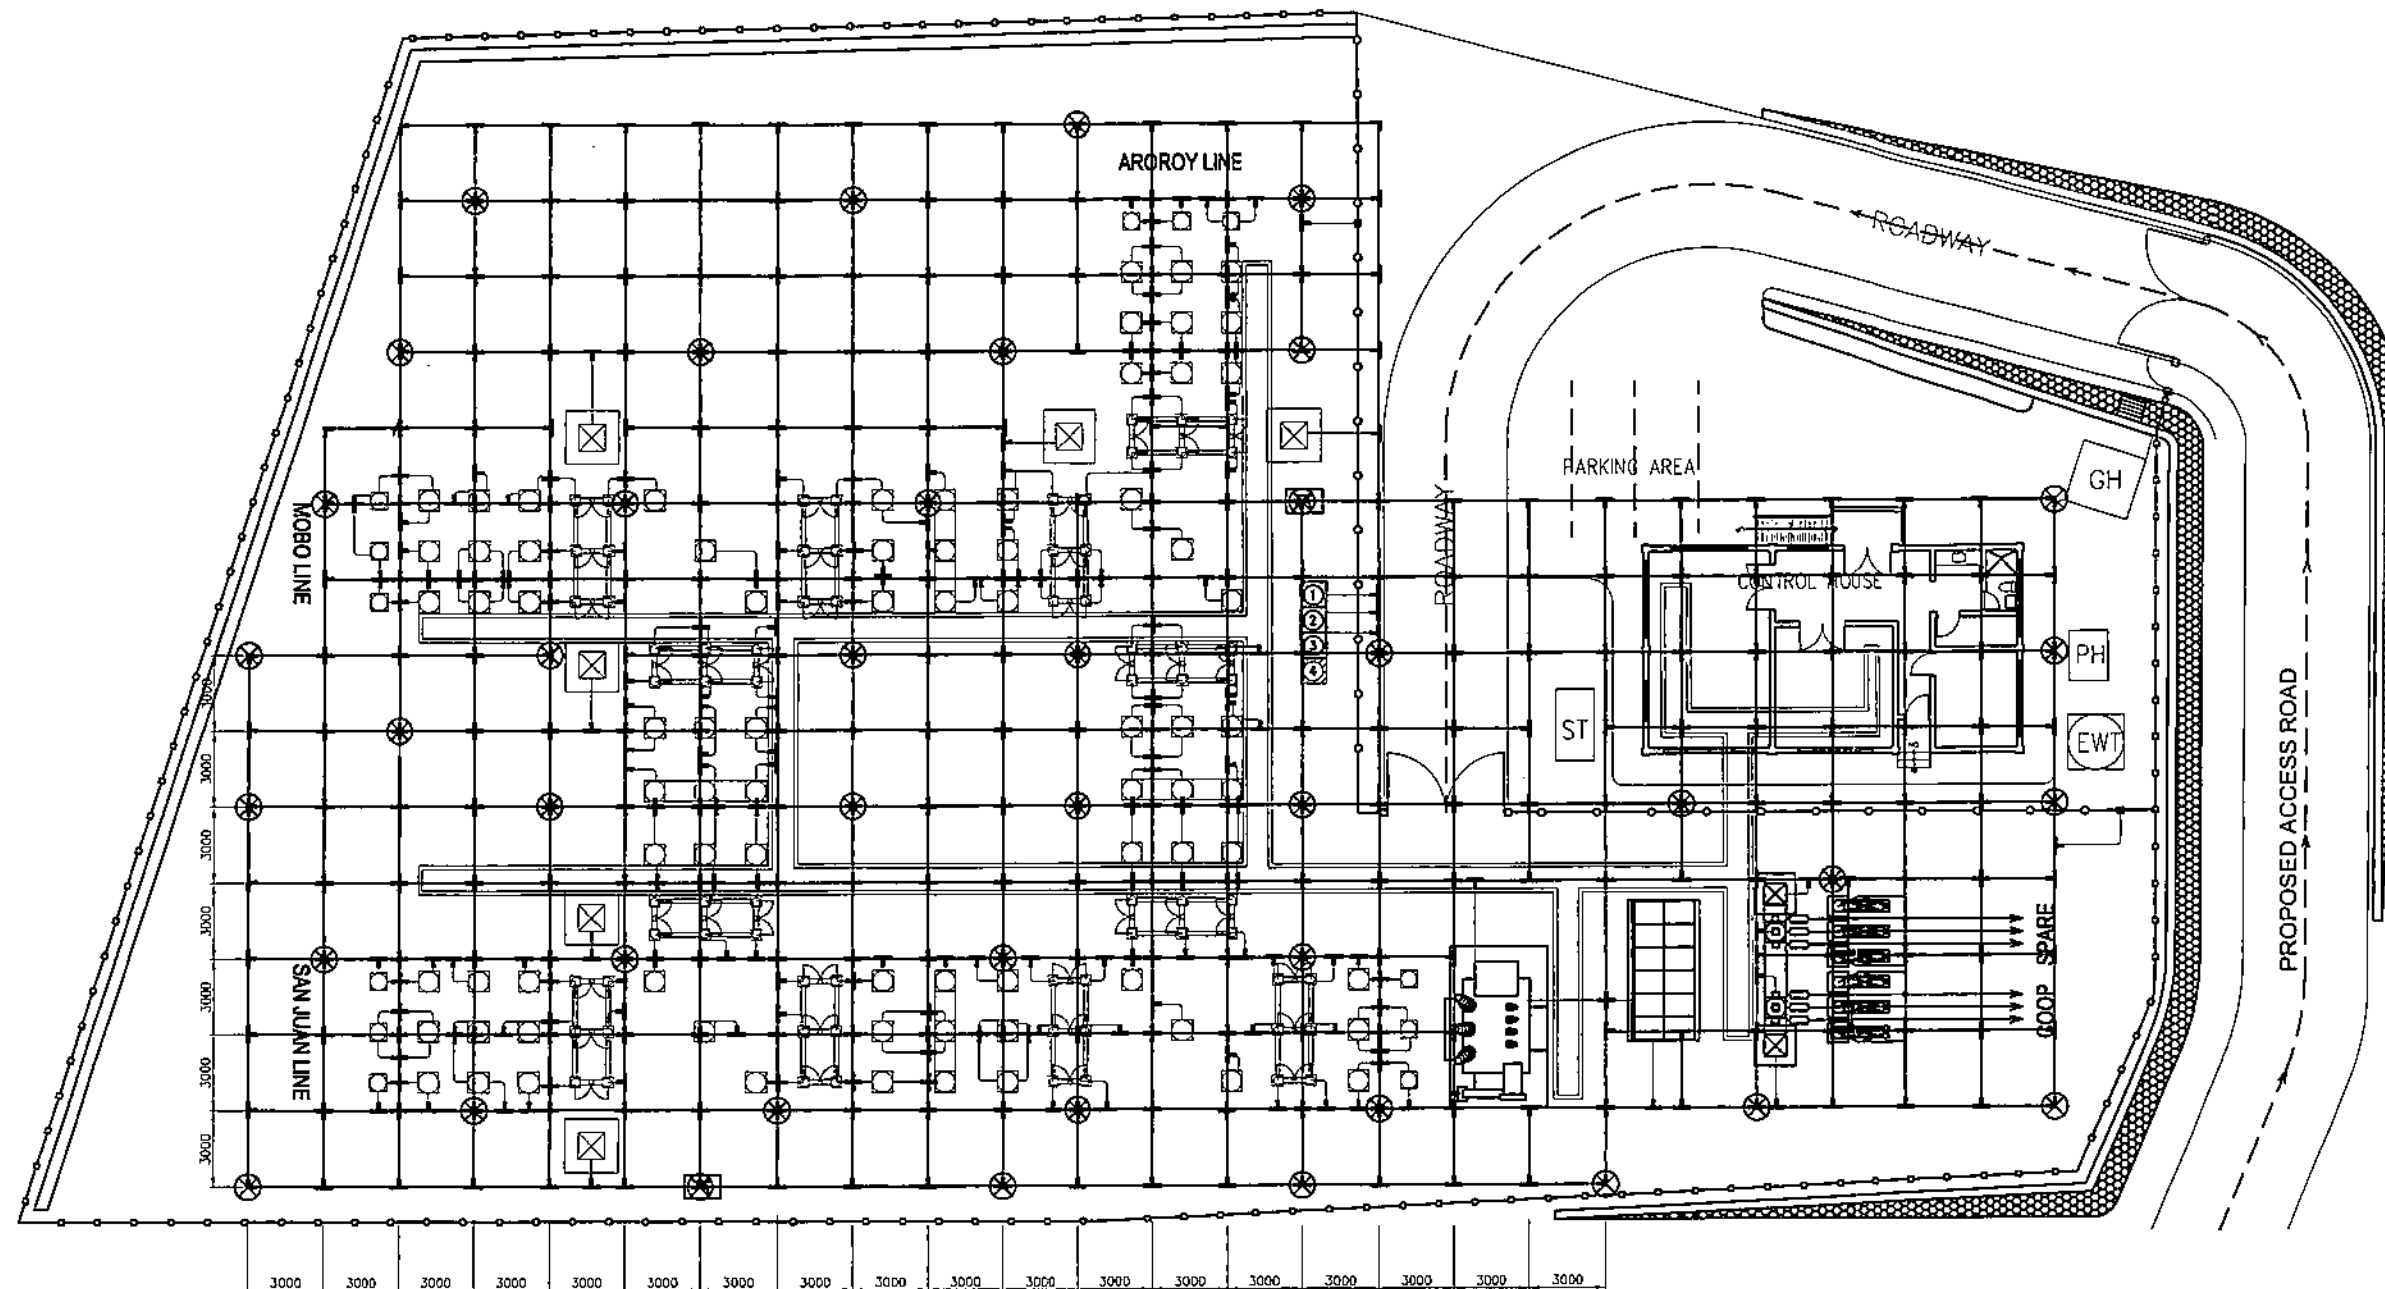 AROROY LINE
ROADWAY
PARKING AREA
GH
MOBO LINE
ROADWAY
CONTROL HOUSE
1
2
3
4
PH
ST
EWT
PROPOSED ACCESS ROAD
3000
3000
3000
3000
3000
3000
3000
SPARE
COOP
SAN JUAN LINE
3000 3000 3000 3000 3000 3000 3000 3000 3000 3000 3000 3000 3000 3000 3000 3000 3000 3000